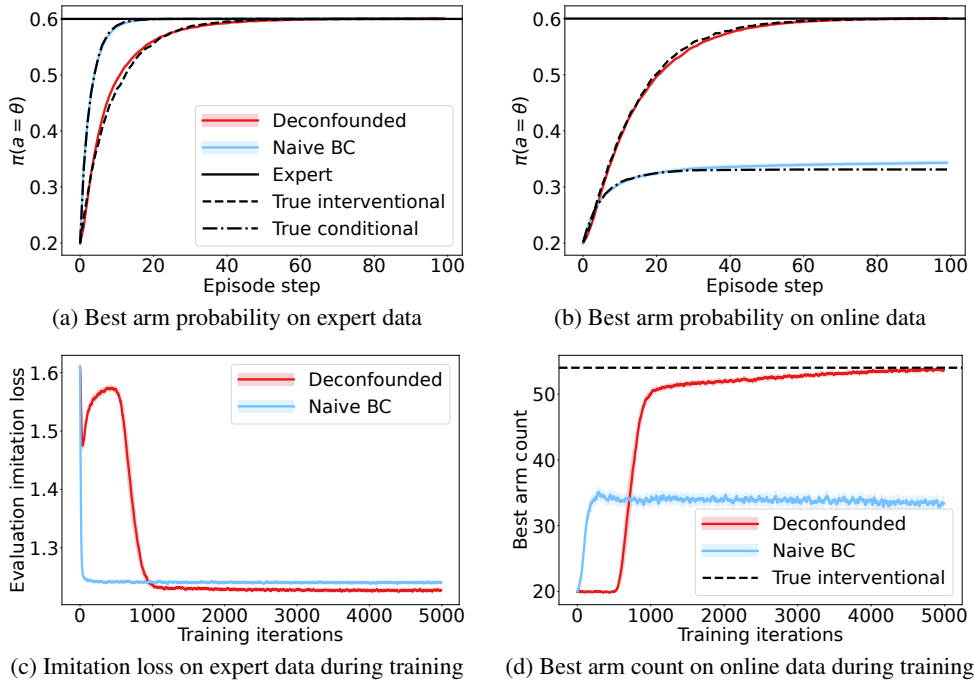 0.6
0.5
0.4
0.3
0.2
π(a = θ)
Deconfounded
Naive BC
Expert
True interventional
True conditional
0 20 40 60 80 100
Episode step
(a) Best arm probability on expert data
0.6
0.5
0.4
0.3
0.2
π(a = θ)
0 20 40 60 80 100
Episode step
(b) Best arm probability on online data
1.6
1.5
1.4
1.3
Evaluation imitation loss
Deconfounded
Naive BC
0 1000 2000 3000 4000 5000
Training iterations
(c) Imitation loss on expert data during training
50
40
30
20
Best arm count
Deconfounded
Naive BC
True interventional
0 1000 2000 3000 4000 5000
Training iterations
(d) Best arm count on online data during training